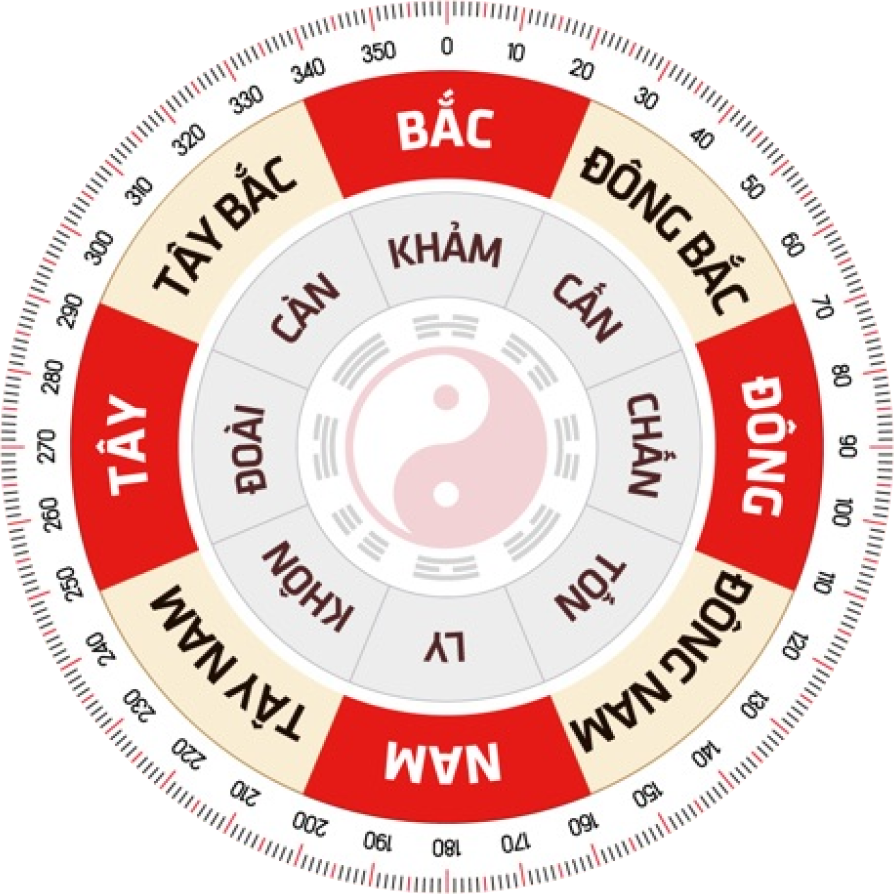 0
10
20
30
40
50
60
70
80
90
100
110
120
130
140
150
160
170
180
190
200
210
220
230
240
250
260
270
280
290
300
310
320
330
340
350
BẮC
ĐÔNG BẮC
ĐÔNG
ĐÔNG NAM
NAM
TÂY NAM
TÂY
TÂY BẮC
KHẢM
CẤN
CHẤN
TỐN
LY
KHÔN
ĐOÀI
CÀN